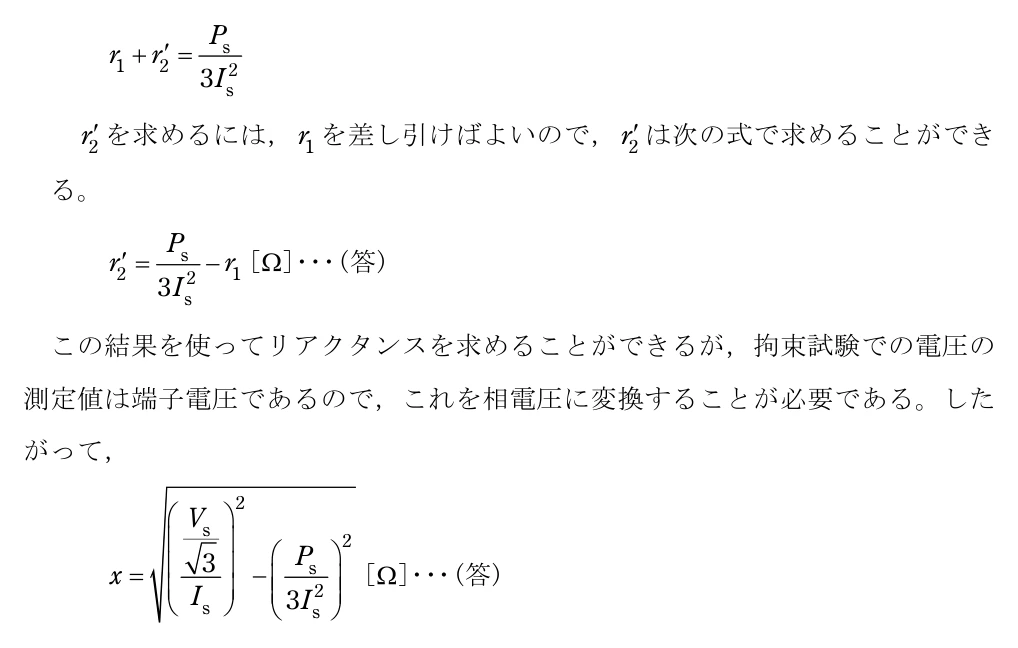 r₁ + r₂′ = Pₛ / 3Iₛ²
r₂′を求めるには，r₁を差し引けばよいので，r₂′は次の式で求めることができ
る。
r₂′ = Pₛ / 3Iₛ² − r₁ [Ω]･･･(答)
この結果を使ってリアクタンスを求めることができるが，拘束試験での電圧の
測定値は端子電圧であるので，これを相電圧に変換することが必要である。した
がって，
x = √( ( (Vₛ / √3) / Iₛ )² − ( Pₛ / 3Iₛ² )² ) [Ω]･･･(答)